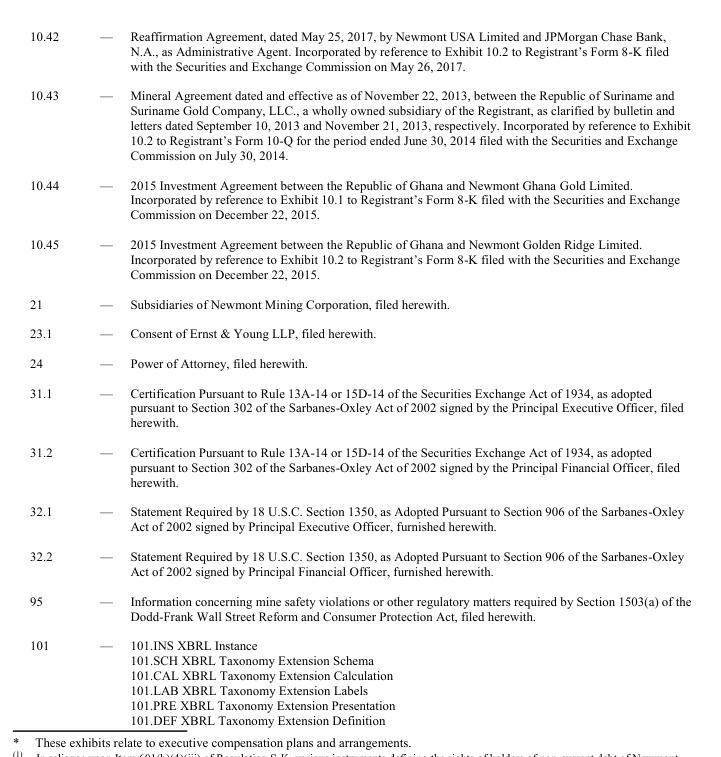 10.42 — Reaffirmation Agreement, dated May 25, 2017, by Newmont USA Limited and JPMorgan Chase Bank,
N.A., as Administrative Agent. Incorporated by reference to Exhibit 10.2 to Registrant's Form 8-K filed
with the Securities and Exchange Commission on May 26, 2017.
10.43 — Mineral Agreement dated and effective as of November 22, 2013, between the Republic of Suriname and
Suriname Gold Company, LLC., a wholly owned subsidiary of the Registrant, as clarified by bulletin and
letters dated September 10, 2013 and November 21, 2013, respectively. Incorporated by reference to Exhibit
10.2 to Registrant's Form 10-Q for the period ended June 30, 2014 filed with the Securities and Exchange
Commission on July 30, 2014.
10.44 — 2015 Investment Agreement between the Republic of Ghana and Newmont Ghana Gold Limited.
Incorporated by reference to Exhibit 10.1 to Registrant's Form 8-K filed with the Securities and Exchange
Commission on December 22, 2015.
10.45 — 2015 Investment Agreement between the Republic of Ghana and Newmont Golden Ridge Limited.
Incorporated by reference to Exhibit 10.2 to Registrant's Form 8-K filed with the Securities and Exchange
Commission on December 22, 2015.
21 — Subsidiaries of Newmont Mining Corporation, filed herewith.
23.1 — Consent of Ernst & Young LLP, filed herewith.
24 — Power of Attorney, filed herewith.
31.1 — Certification Pursuant to Rule 13A-14 or 15D-14 of the Securities Exchange Act of 1934, as adopted
pursuant to Section 302 of the Sarbanes-Oxley Act of 2002 signed by the Principal Executive Officer, filed
herewith.
31.2 — Certification Pursuant to Rule 13A-14 or 15D-14 of the Securities Exchange Act of 1934, as adopted
pursuant to Section 302 of the Sarbanes-Oxley Act of 2002 signed by the Principal Financial Officer, filed
herewith.
32.1 — Statement Required by 18 U.S.C. Section 1350, as Adopted Pursuant to Section 906 of the Sarbanes-Oxley
Act of 2002 signed by Principal Executive Officer, furnished herewith.
32.2 — Statement Required by 18 U.S.C. Section 1350, as Adopted Pursuant to Section 906 of the Sarbanes-Oxley
Act of 2002 signed by Principal Financial Officer, furnished herewith.
95 — Information concerning mine safety violations or other regulatory matters required by Section 1503(a) of the
Dodd-Frank Wall Street Reform and Consumer Protection Act, filed herewith.
101 — 101.INS XBRL Instance
101.SCH XBRL Taxonomy Extension Schema
101.CAL XBRL Taxonomy Extension Calculation
101.LAB XBRL Taxonomy Extension Labels
101.PRE XBRL Taxonomy Extension Presentation
101.DEF XBRL Taxonomy Extension Definition
* These exhibits relate to executive compensation plans and arrangements.
(1)